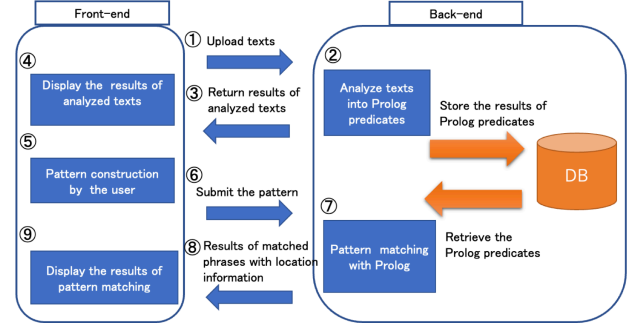 Front-end
Back-end
① Upload texts
②
Analyze texts
into Prolog
predicates
③ Return results of
analyzed texts
④
Display the results of
analyzed texts
Store the results of
Prolog predicates
DB
⑤
Pattern construction
by the user
⑥
Submit the pattern
⑦
Pattern matching
with Prolog
Retrieve the
Prolog predicates
⑧ Results of matched
phrases with location
information
⑨
Display the results of
pattern matching